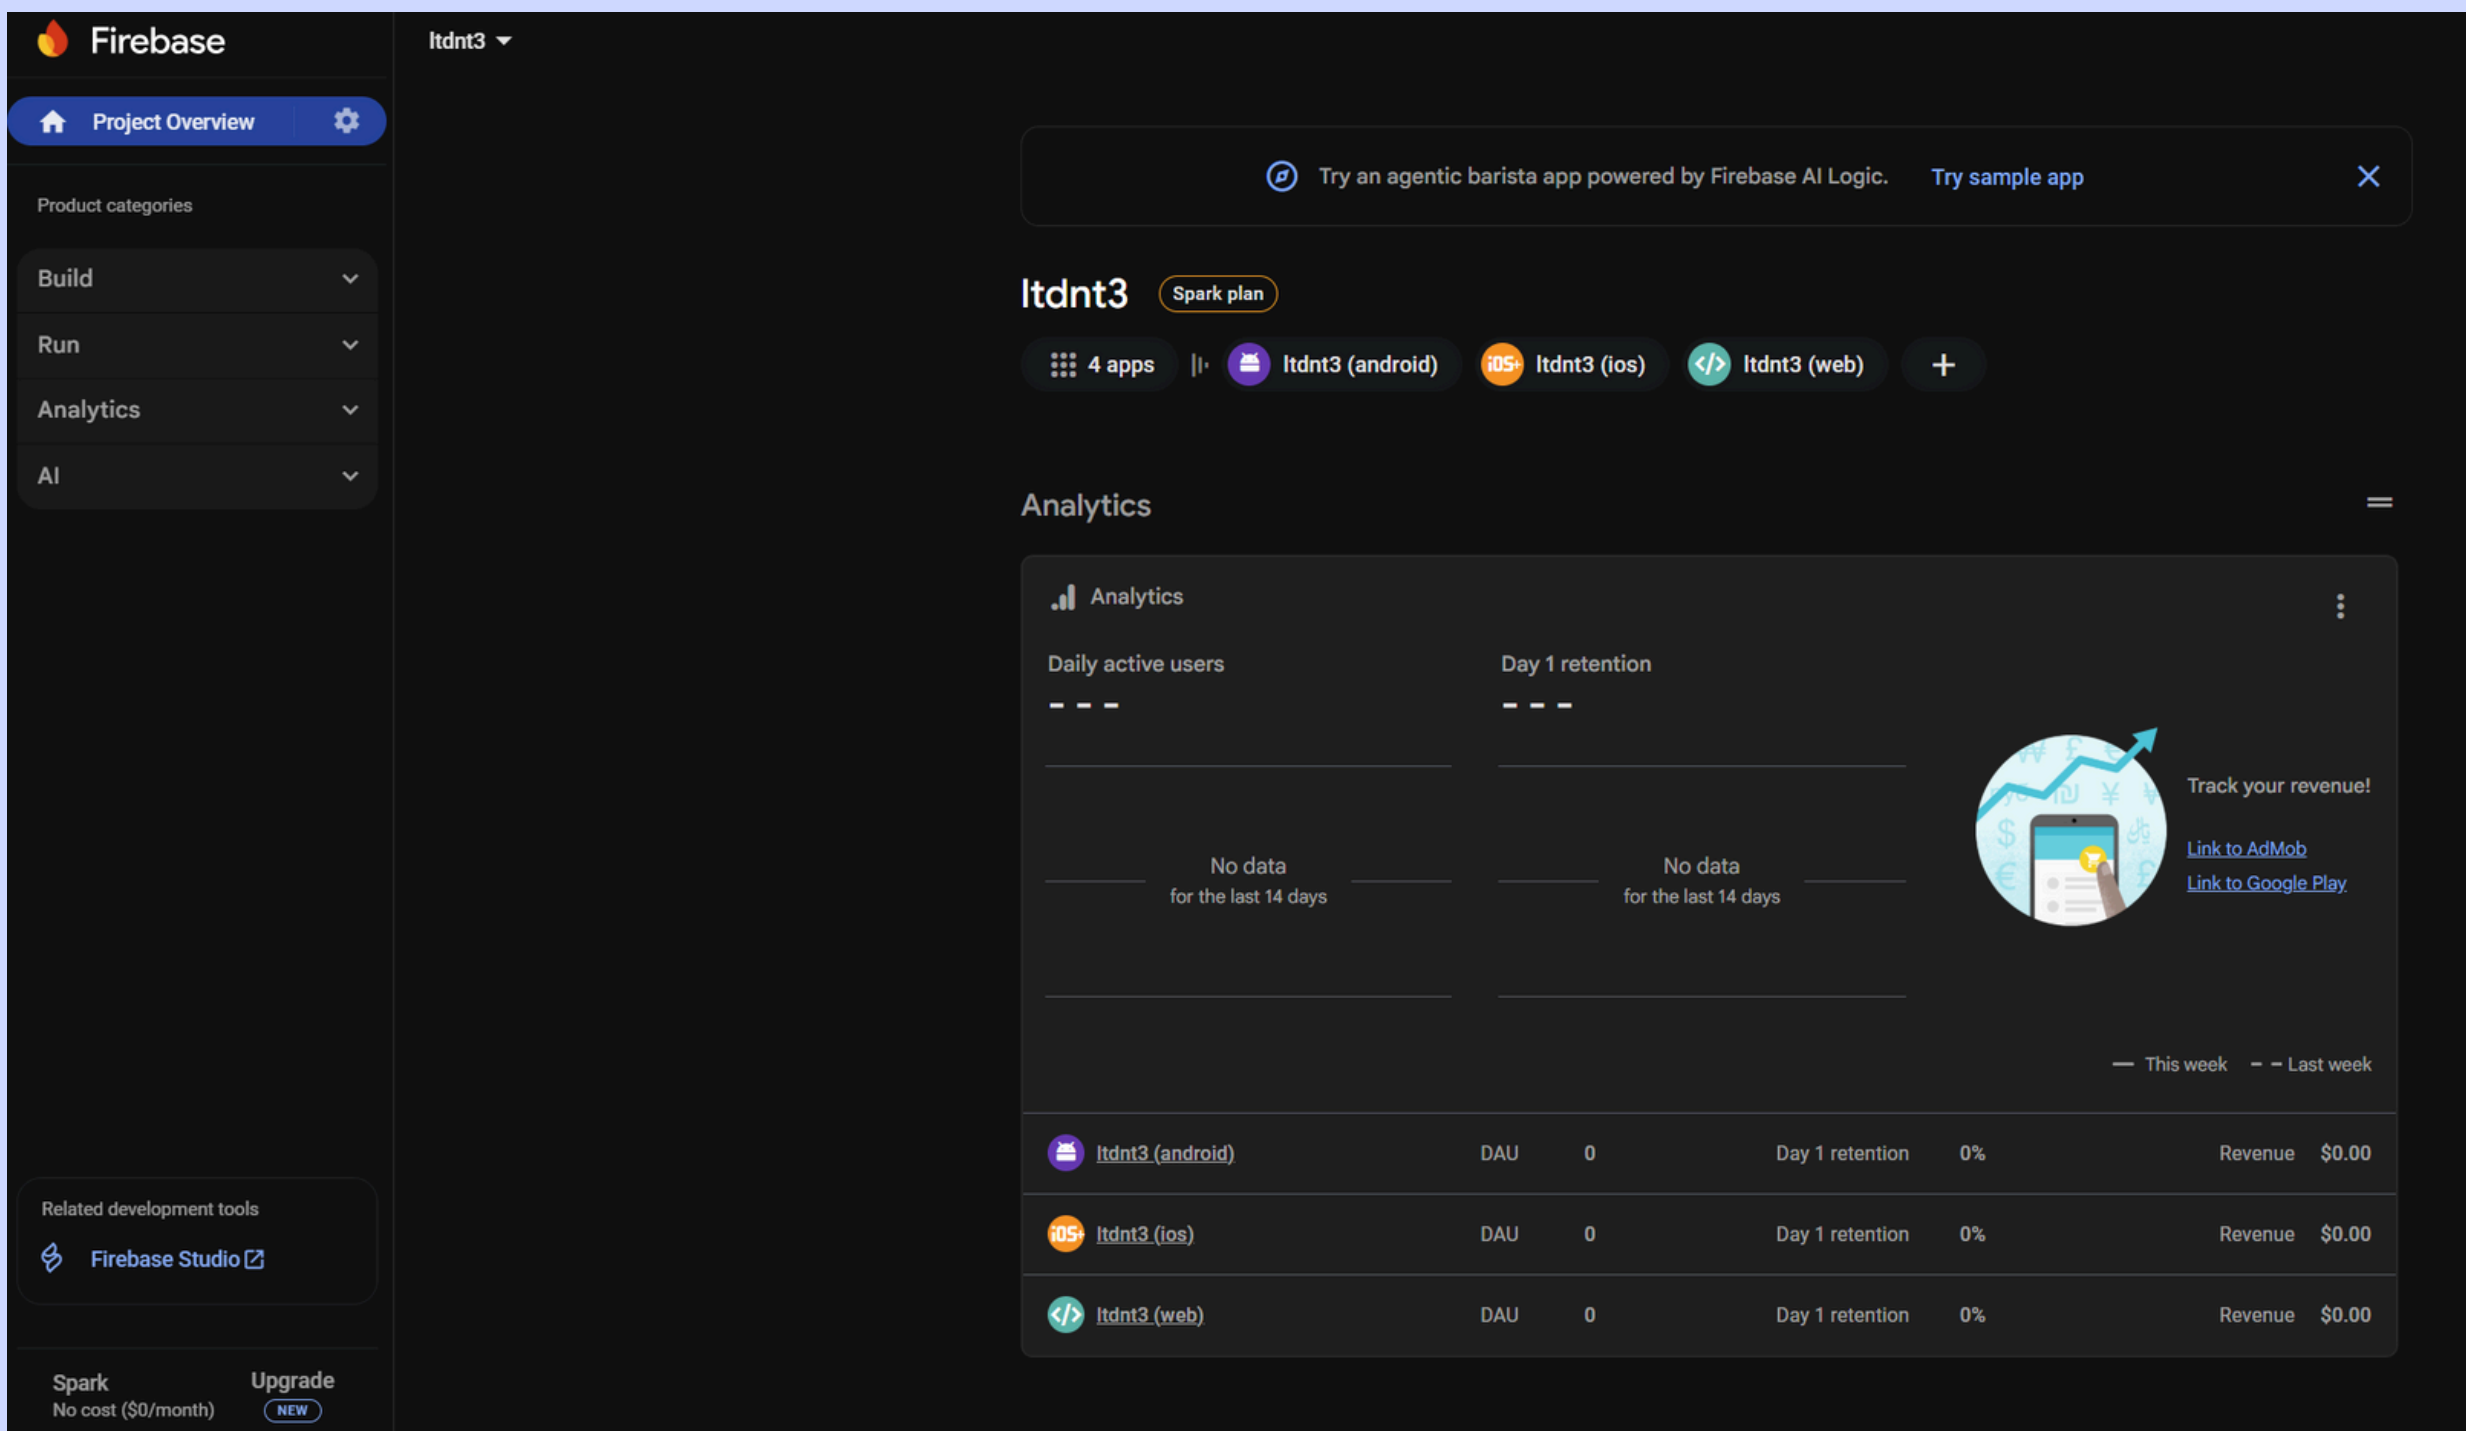 Firebase
ltdnt3
Project Overview
Product categories
Build
Run
Analytics
AI
Related development tools
Firebase Studio
Spark
No cost ($0/month)
Upgrade
NEW
Try an agentic barista app powered by Firebase AI Logic. Try sample app
ltdnt3 Spark plan
4 apps ltdnt3 (android) iOS+ ltdnt3 (ios) </> ltdnt3 (web) +
Analytics
Analytics
Daily active users
- - -
No data
for the last 14 days
Day 1 retention
- - -
No data
for the last 14 days
Track your revenue!
Link to AdMob
Link to Google Play
This week Last week
ltdnt3 (android) DAU 0 Day 1 retention 0% Revenue $0.00
iOS+ ltdnt3 (ios) DAU 0 Day 1 retention 0% Revenue $0.00
</> ltdnt3 (web) DAU 0 Day 1 retention 0% Revenue $0.00